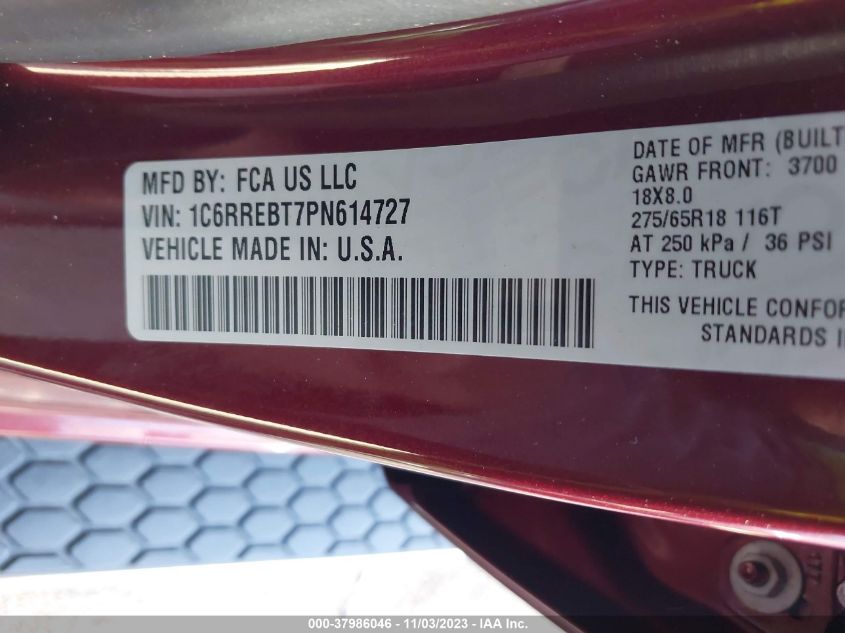 MFD BY: FCA US LLC
VIN: 1C6RREBT7PN614727
VEHICLE MADE IN: U.S.A.
DATE OF MFR (BUILT
GAWR FRONT: 3700
18X8.0
275/65R18 116T
AT 250 kPa / 36 PSI
TYPE: TRUCK
THIS VEHICLE CONFOR
STANDARDS I
000-37986046 - 11/03/2023 - IAA Inc.